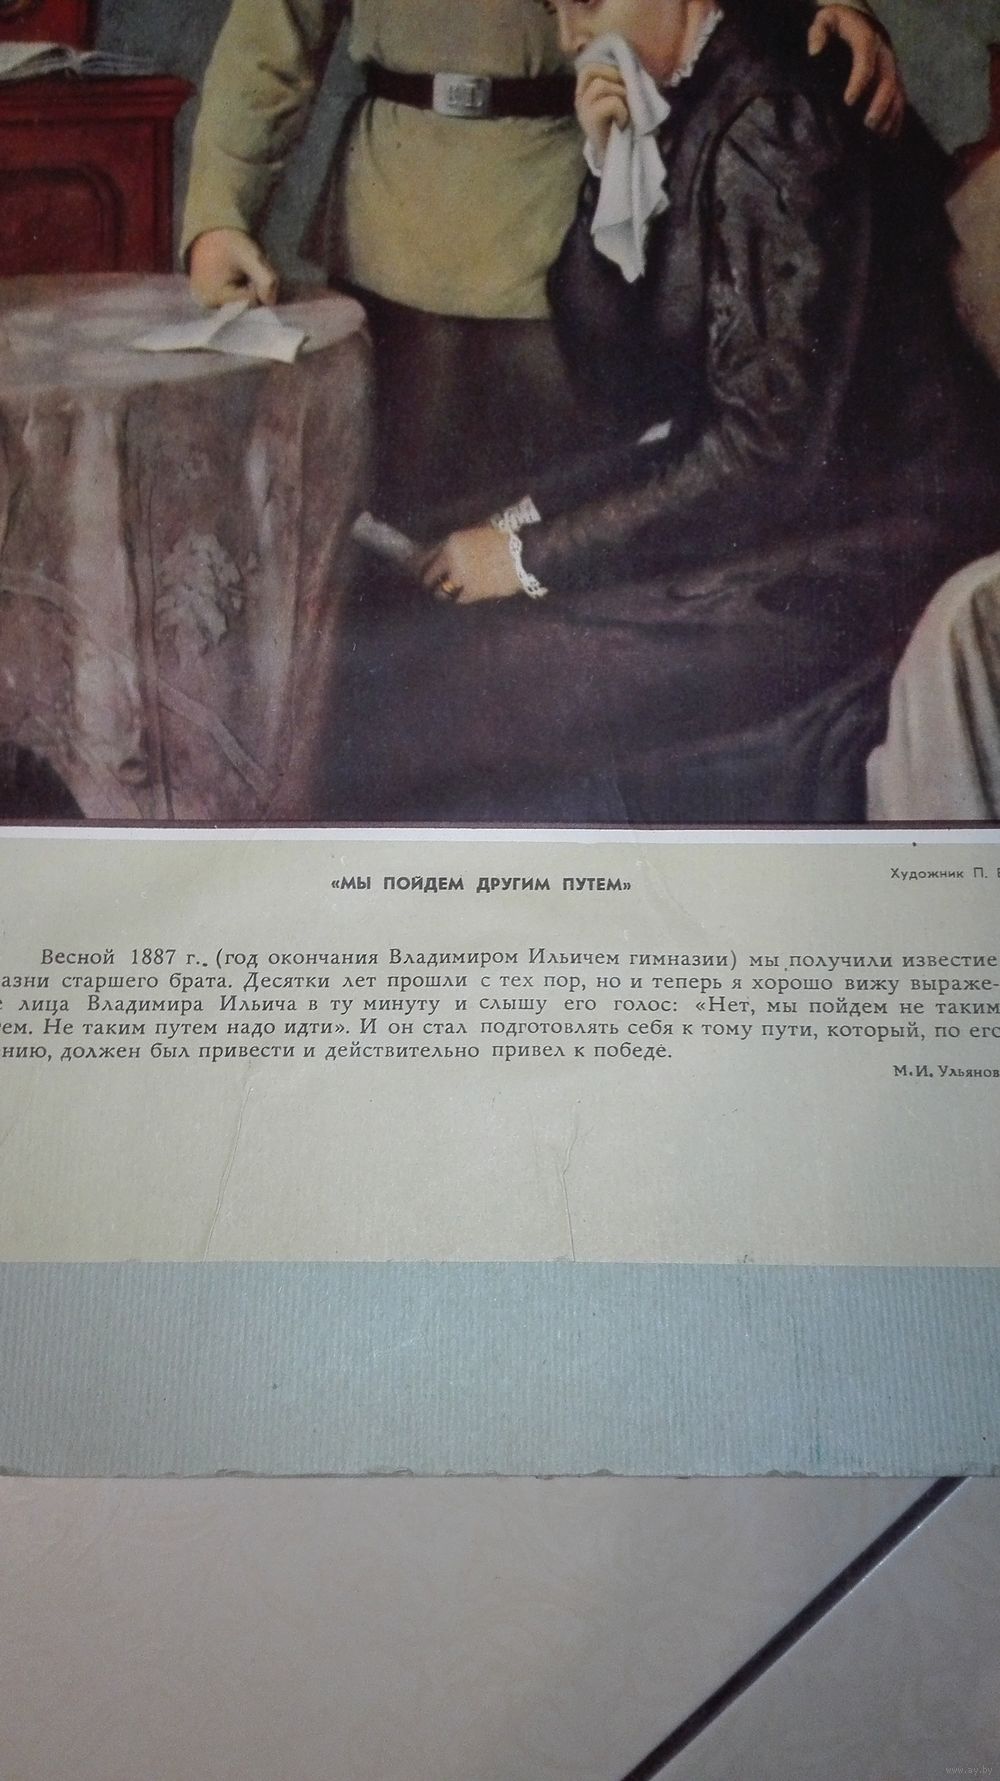 «МЫ ПОЙДЕМ ДРУГИМ ПУТЕМ»
Художник П.
Весной 1887 г.. (год окончания Владимиром Ильичем гимназии) мы получили известие
азни старшего брата. Десятки лет прошли с тех пор, но и теперь я хорошо вижу выраже-
лица Владимира Ильича в ту минуту и слышу его голос: «Нет, мы пойдем не таким
ем. Не таким путем надо идти». И он стал подготовлять себя к тому пути, который, по его
нию, должен был привести и действительно привел к победе.
М. И. Ульянов
www.ay.by